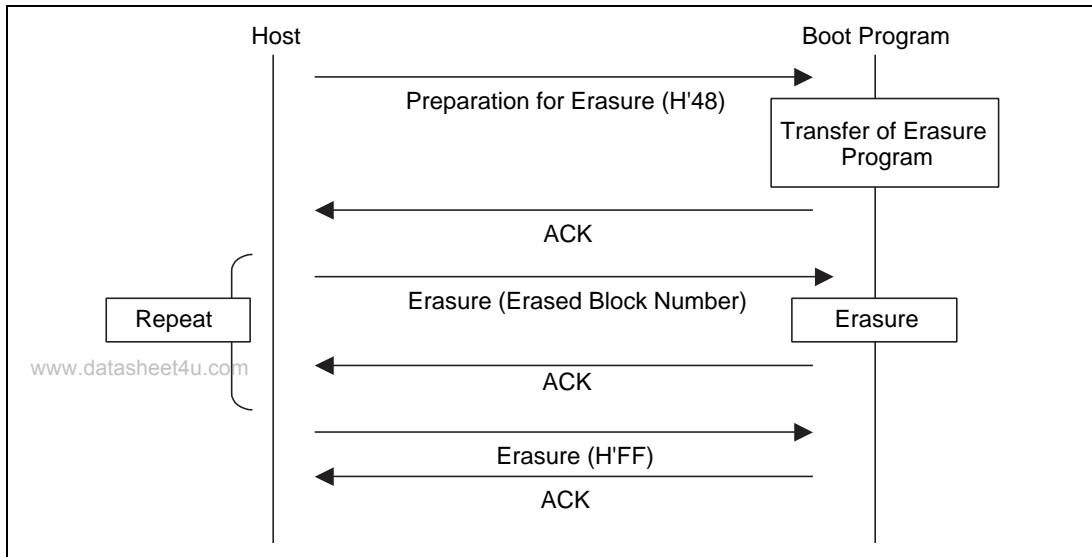 Host
Boot Program
Preparation for Erasure (H'48)
Transfer of Erasure
Program
ACK
Erasure (Erased Block Number)
Repeat
Erasure
www.datasheet4u.com
ACK
Erasure (H'FF)
ACK